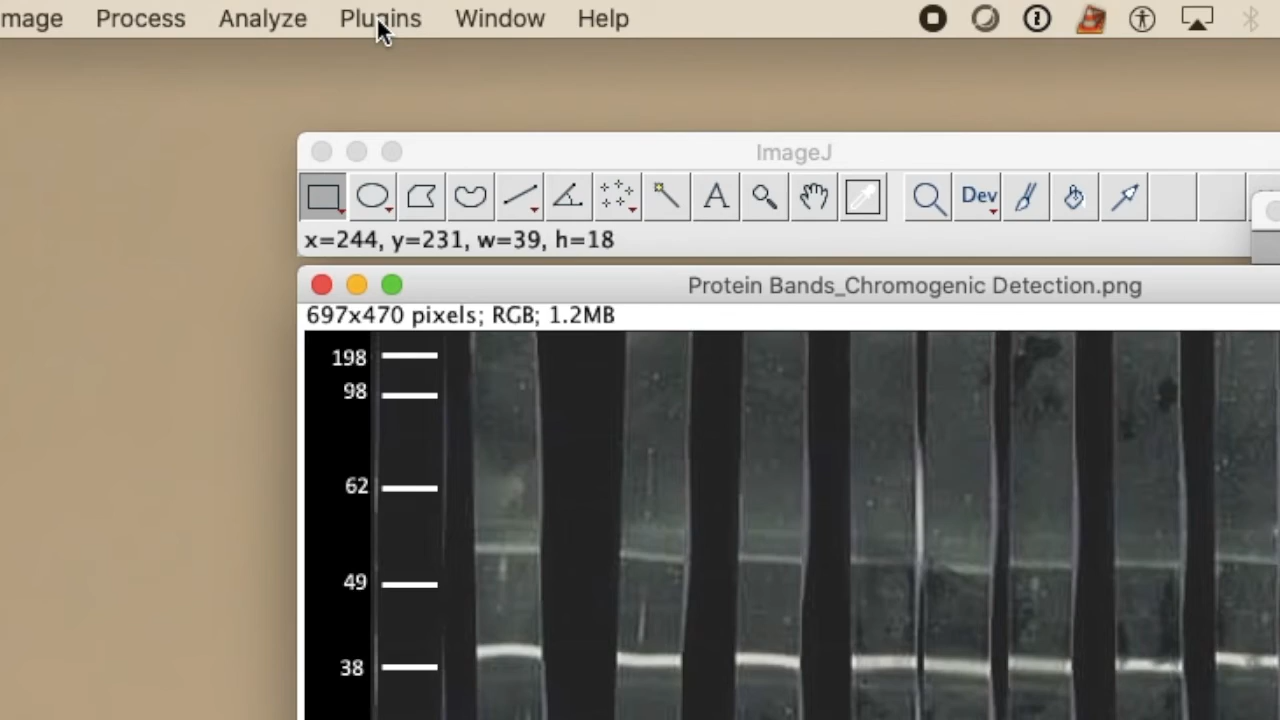 mage Process Analyze Plugins Window Help
ImageJ
A Dev
x=244, y=231, w=39, h=18
Protein Bands_Chromogenic Detection.png
697x470 pixels; RGB; 1.2MB
198
98
62
49
38